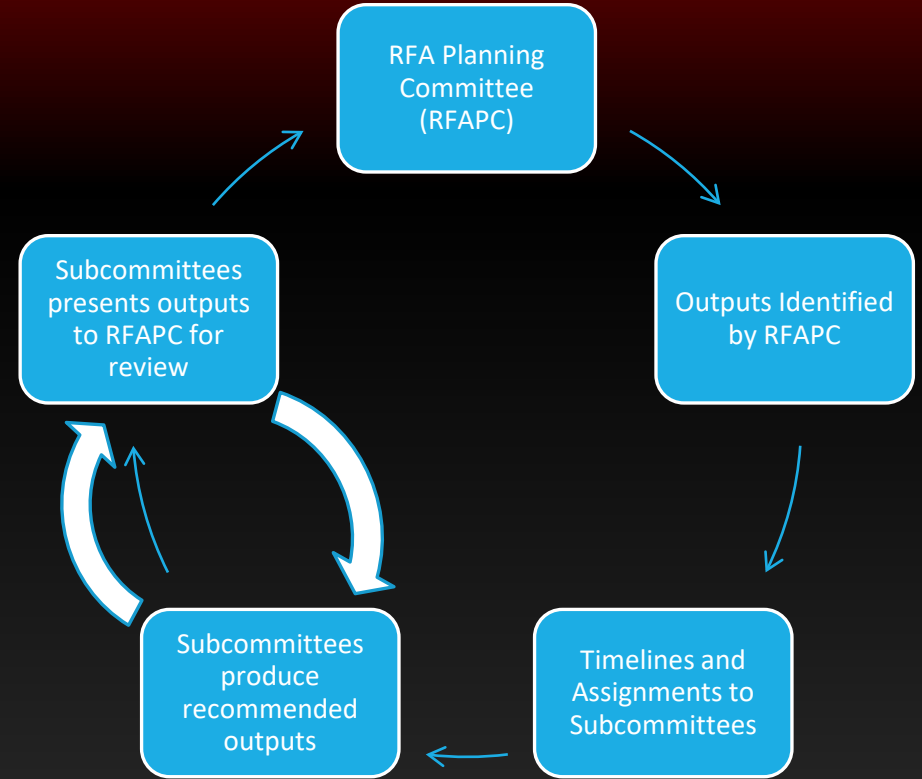 RFA Planning
Committee
(RFAPC)
Outputs Identified
by RFAPC
Timelines and
Assignments to
Subcommittees
Subcommittees
produce
recommended
outputs
Subcommittees
presents outputs
to RFAPC for
review